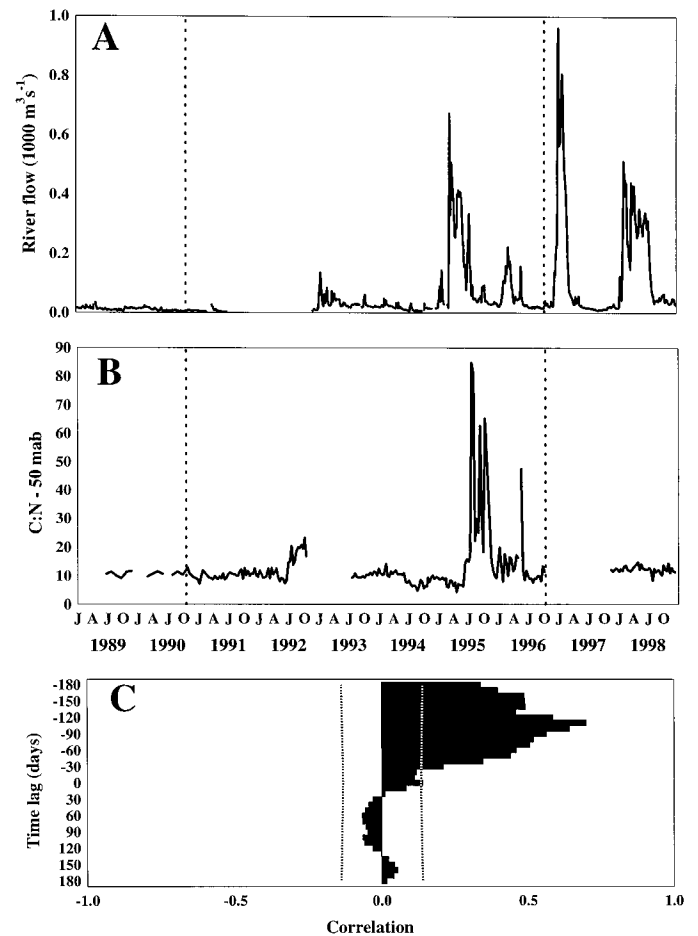 A
River flow (1000 m³s⁻¹)
1.0
0.8
0.6
0.4
0.2
0.0
B
C:N - 50 mab
90
80
70
60
50
40
30
20
10
0
J A J O J A J O J A J O J A J O J A J O J A J O J A J O J A J O J A J O J A J O
1989 1990 1991 1992 1993 1994 1995 1996 1997 1998
C
Time lag (days)
-180
-150
-120
-90
-60
-30
0
30
60
90
120
150
180
-1.0 -0.5 0.0 0.5 1.0
Correlation